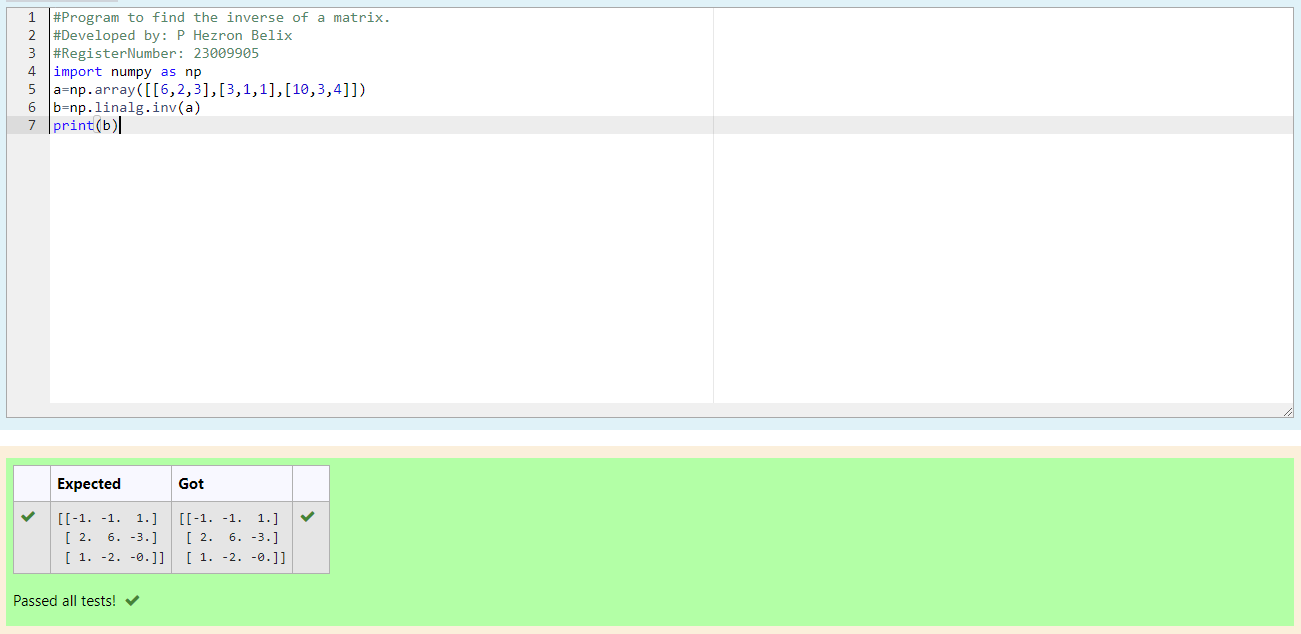 1 #Program to find the inverse of a matrix.
2 #Developed by: P Hezron Belix
3 #RegisterNumber: 23009905
4 import numpy as np
5 a=np.array([[6,2,3],[3,1,1],[10,3,4]])
6 b=np.linalg.inv(a)
7 print(b)
Expected Got
[[-1. -1.  1.] [[-1. -1.  1.]
[ 2.  6. -3.] [ 2.  6. -3.]
[ 1. -2. -0.]] [ 1. -2. -0.]]
Passed all tests!